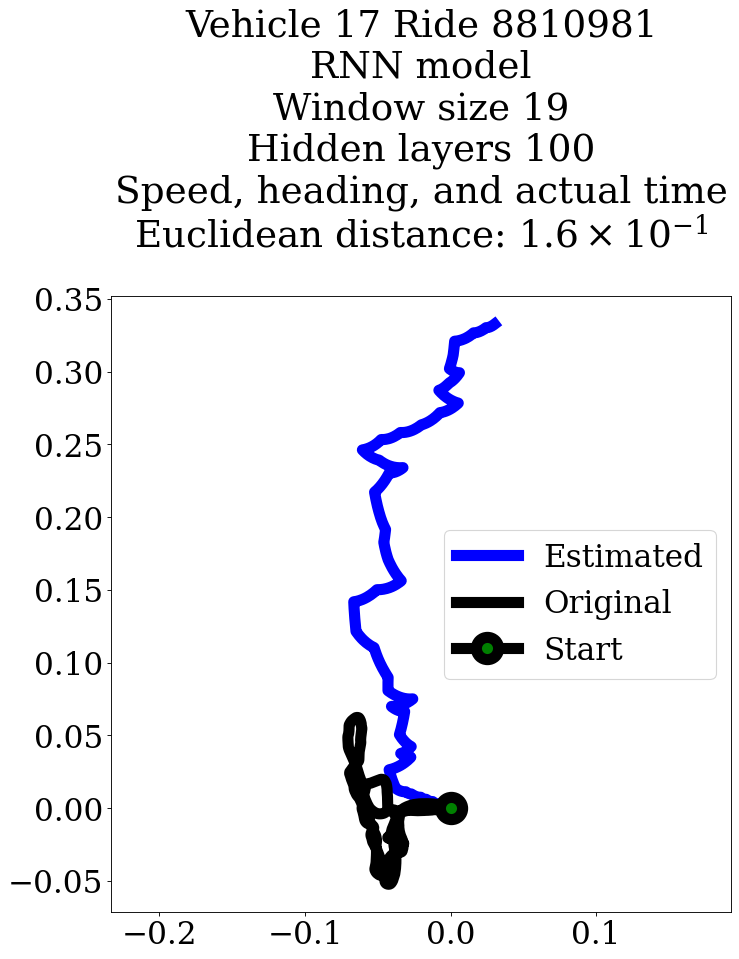 Vehicle 17 Ride 8810981
RNN model
Window size 19
Hidden layers 100
Speed, heading, and actual time
Euclidean distance: 1.6 × 10⁻¹
0.35
0.30
0.25
0.20
0.15
0.10
0.05
0.00
−0.05
Estimated
Original
Start
−0.2 −0.1 0.0 0.1